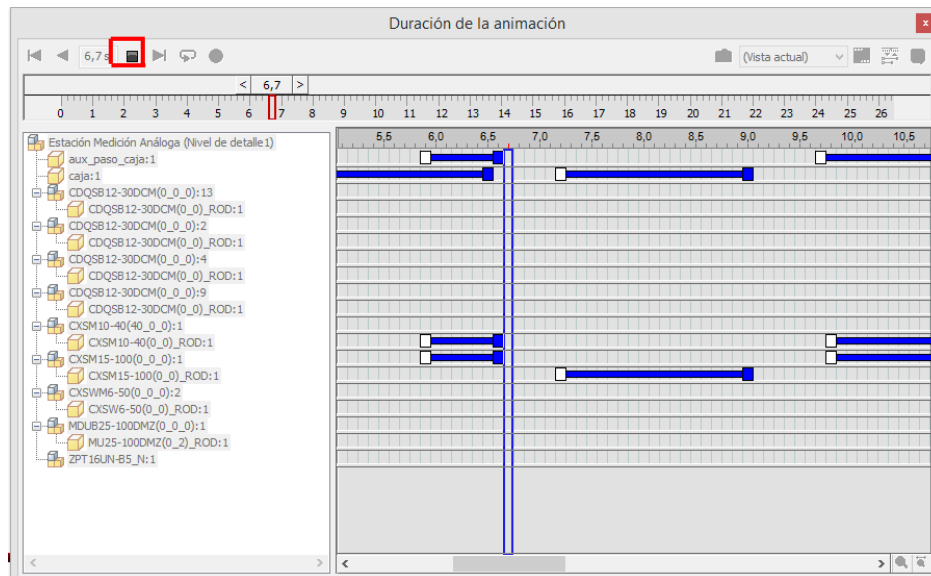 Duración de la animación
x
6,7 s
(Vista actual)
< 6,7 >
0 1 2 3 4 5 6 7 8 9 10 11 12 13 14 15 16 17 18 19 20 21 22 23 24 25 26
5,5 6,0 6,5 7,0 7,5 8,0 8,5 9,0 9,5 10,0 10,5
Estación Medición Análoga (Nivel de detalle1)
aux_paso_caja:1
caja:1
CDQSB12-30DCM(0_0_0):13
CDQSB12-30DCM(0_0)_ROD:1
CDQSB12-30DCM(0_0_0):2
CDQSB12-30DCM(0_0)_ROD:1
CDQSB12-30DCM(0_0_0):4
CDQSB12-30DCM(0_0)_ROD:1
CDQSB12-30DCM(0_0_0):9
CDQSB12-30DCM(0_0)_ROD:1
CXSM10-40(40_0_0):1
CXSM10-40(0_0)_ROD:1
CXSM15-100(0_0_0):1
CXSM15-100(0_0)_ROD:1
CXSWM6-50(0_0_0):2
CXSW6-50(0_0)_ROD:1
MDUB25-100DMZ(0_0_0):1
MU25-100DMZ(0_2)_ROD:1
ZPT16UN-B5_N:1